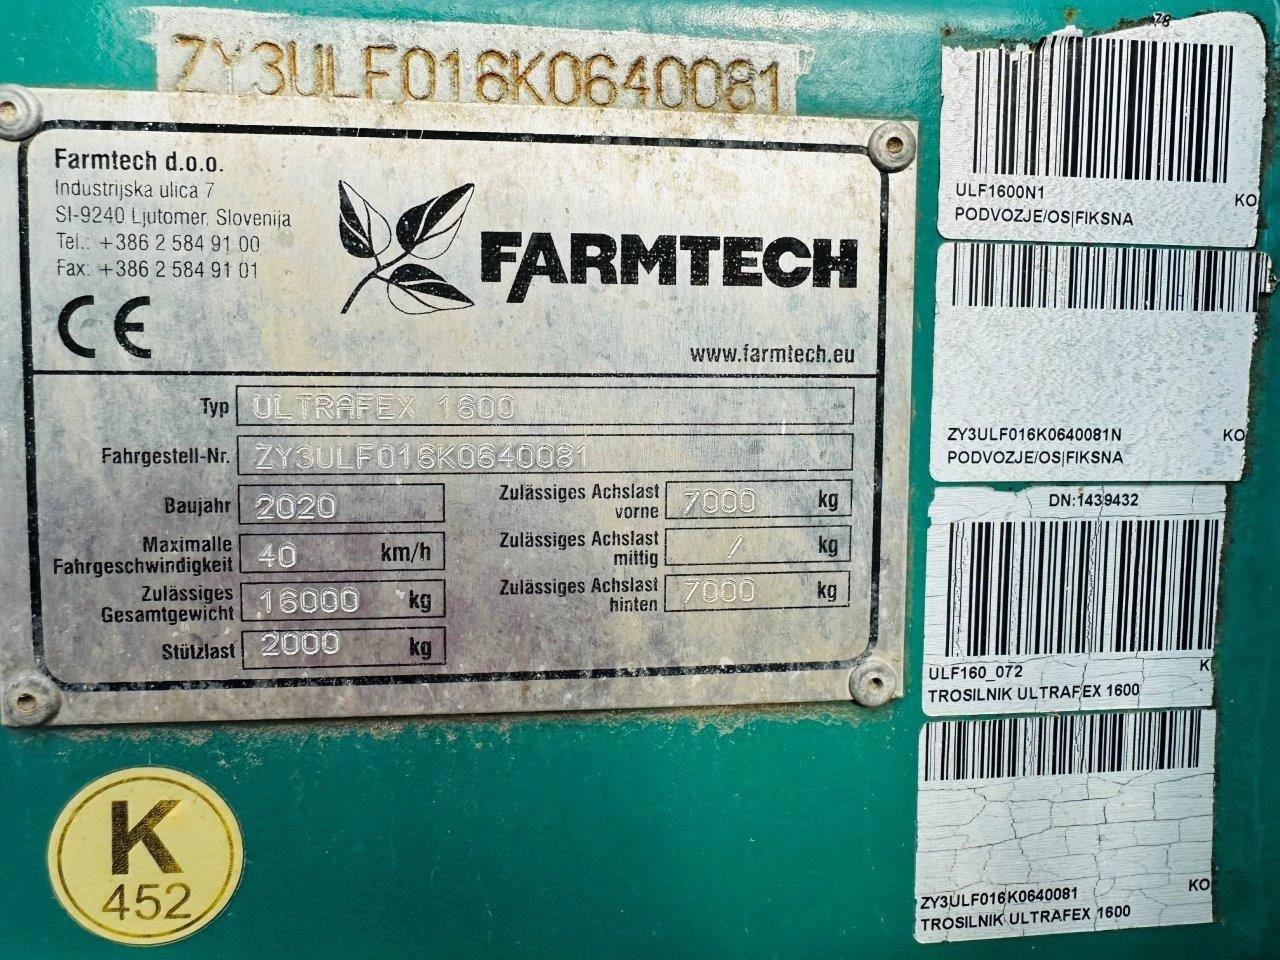 ZY3ULF016K0640081
Farmtech d.o.o.
Industrijska ulica 7
SI-9240 Ljutomer, Slovenija
Tel.: +386 2 584 91 00
Fax: +386 2 584 91 01
CE
FARMTECH
www.farmtech.eu
Typ ULTRAFEX 1600
Fahrgestell-Nr. ZY3ULF016K0640081
Baujahr 2020
Maximalle
Fahrgeschwindigkeit 40 km/h
Zulässiges
Gesamtgewicht 16000 kg
Stützlast 2000 kg
Zulässiges Achslast
vorne 7000 kg
Zulässiges Achslast
mittig / kg
Zulässiges Achslast
hinten 7000 kg
K
452
78
ULF1600N1 KO
PODVOZJE/OS|FIKSNA
ZY3ULF016K0640081N KO
PODVOZJE/OS|FIKSNA
DN:1439432
ULF160_072 K
TROSILNIK ULTRAFEX 1600
ZY3ULF016K0640081 KO
TROSILNIK ULTRAFEX 1600